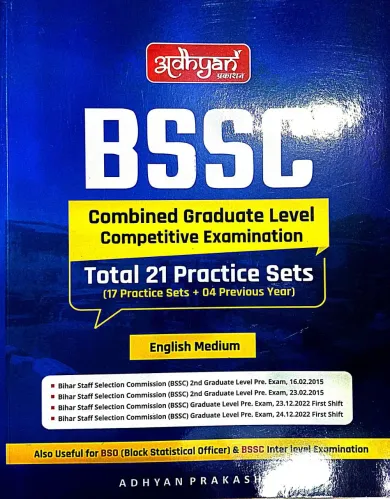 अdhyan
प्रकाशन
BSSC
Combined Graduate Level
Competitive Examination
Total 21 Practice Sets
(17 Practice Sets + 04 Previous Year)
English Medium
Bihar Staff Selection Commission (BSSC) 2nd Graduate Level Pre. Exam, 16.02.2015
Bihar Staff Selection Commission (BSSC) 2nd Graduate Level Pre. Exam, 23.02.2015
Bihar Staff Selection Commission (BSSC) Graduate Level Pre. Exam, 23.12.2022 First Shift
Bihar Staff Selection Commission (BSSC) Graduate Level Pre. Exam, 24.12.2022 First Shift
Also Useful for BSO (Block Statistical Officer) & BSSC Inter level Examination
ADHYAN PRAKAS